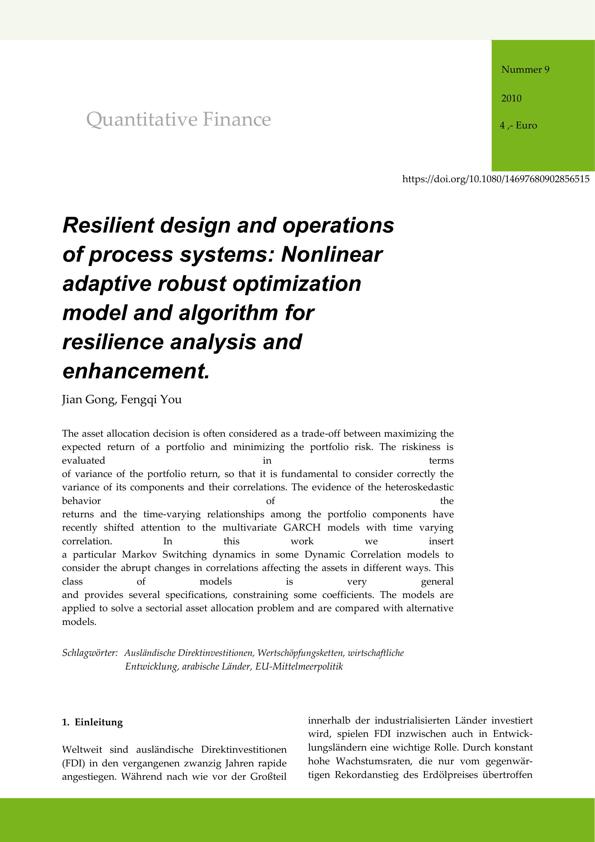 Nummer 9
2010
4 ,- Euro
Quantitative Finance
https://doi.org/10.1080/14697680902856515
Resilient design and operations
of process systems: Nonlinear
adaptive robust optimization
model and algorithm for
resilience analysis and
enhancement.
Jian Gong, Fengqi You
The asset allocation decision is often considered as a trade-off between maximizing the
expected return of a portfolio and minimizing the portfolio risk. The riskiness is
evaluated in terms
of variance of the portfolio return, so that it is fundamental to consider correctly the
variance of its components and their correlations. The evidence of the heteroskedastic
behavior of the
returns and the time-varying relationships among the portfolio components have
recently shifted attention to the multivariate GARCH models with time varying
correlation. In this work we insert
a particular Markov Switching dynamics in some Dynamic Correlation models to
consider the abrupt changes in correlations affecting the assets in different ways. This
class of models is very general
and provides several specifications, constraining some coefficients. The models are
applied to solve a sectorial asset allocation problem and are compared with alternative
models.
Schlagwörter: Ausländische Direktinvestitionen, Wertschöpfungsketten, wirtschaftliche
Entwicklung, arabische Länder, EU-Mittelmeerpolitik
1. Einleitung
Weltweit sind ausländische Direktinvestitionen
(FDI) in den vergangenen zwanzig Jahren rapide
angestiegen. Während nach wie vor der Großteil
innerhalb der industrialisierten Länder investiert
wird, spielen FDI inzwischen auch in Entwick-
lungsländern eine wichtige Rolle. Durch konstant
hohe Wachstumsraten, die nur vom gegenwär-
tigen Rekordanstieg des Erdölpreises übertroffen